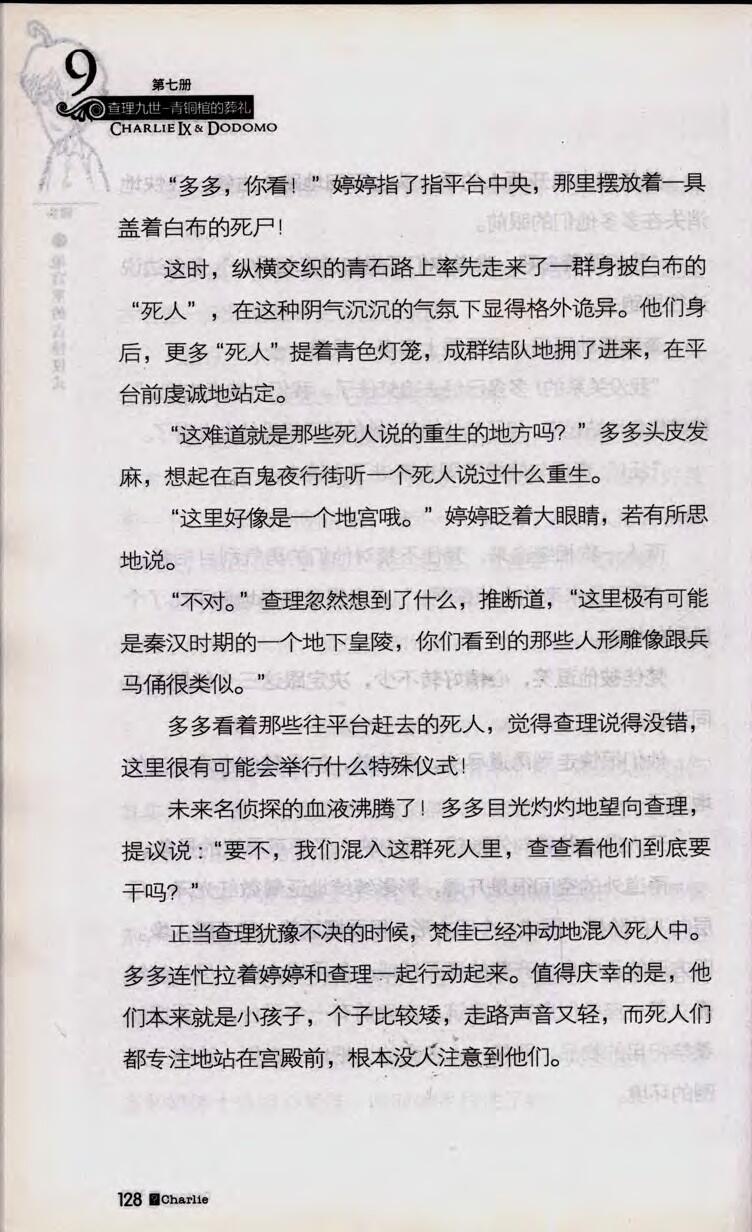 9
第七册
查理九世-青铜棺的葬礼
CHARLIE IX & DODOMO
“多多，你看！”婷婷指了指平台中央，那里摆放着一具
盖着白布的死尸！
这时，纵横交织的青石路上率先走来了一群身披白布的
“死人”，在这种阴气沉沉的气氛下显得格外诡异。他们身
后，更多“死人”提着青色灯笼，成群结队地拥了进来，在平
台前虔诚地站定。
“这难道就是那些死人说的重生的地方吗？”多多头皮发
麻，想起在百鬼夜行街听一个死人说过什么重生。
“这里好像是一个地宫哦。”婷婷眨着大眼睛，若有所思
地说。
“不对。”查理忽然想到了什么，推断道，“这里极有可能
是秦汉时期的一个地下皇陵，你们看到的那些人形雕像跟兵
马俑很类似。”
多多看着那些往平台赶去的死人，觉得查理说得没错，
这里很有可能会举行什么特殊仪式！
未来名侦探的血液沸腾了！多多目光灼灼地望向查理，
提议说：“要不，我们混入这群死人里，查查看他们到底要
干吗？”
正当查理犹豫不决的时候，梵佳已经冲动地混入死人中。
多多连忙拉着婷婷和查理一起行动起来。值得庆幸的是，他
们本来就是小孩子，个子比较矮，走路声音又轻，而死人们
都专注地站在宫殿前，根本没人注意到他们。
128 Charlie